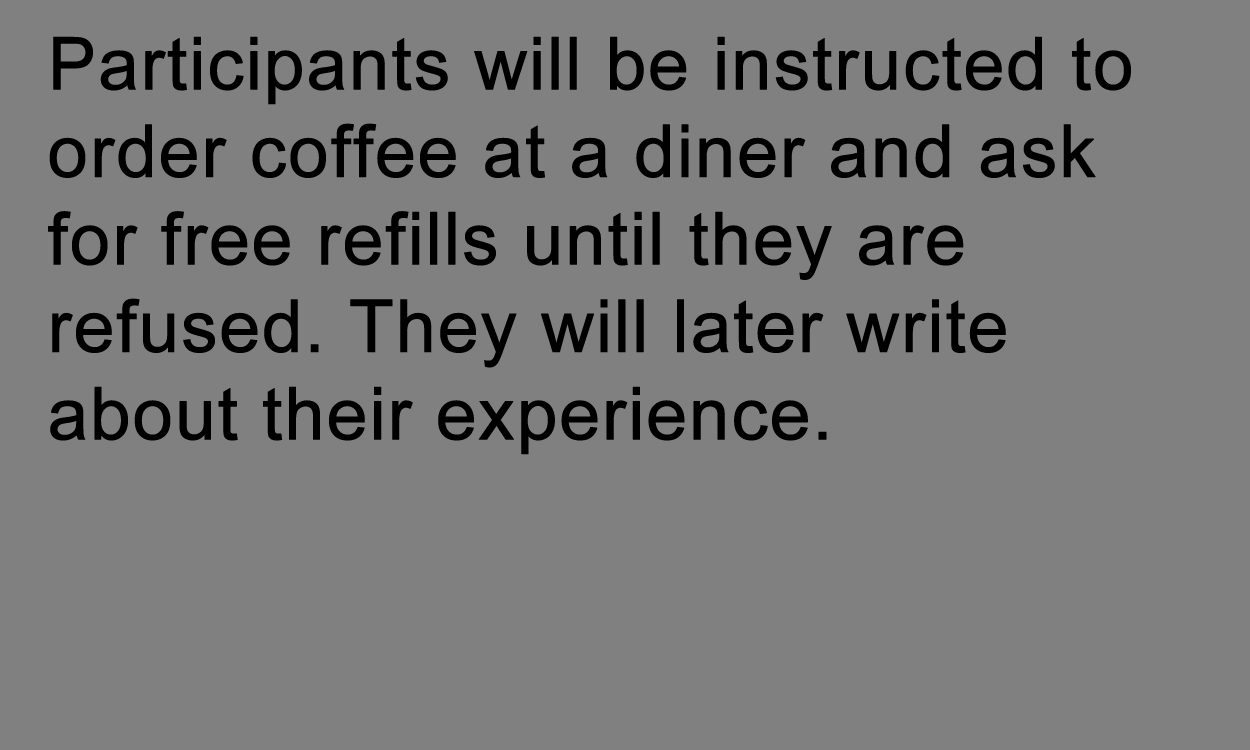 Participants will be instructed to
order coffee at a diner and ask
for free refills until they are
refused. They will later write
about their experience.